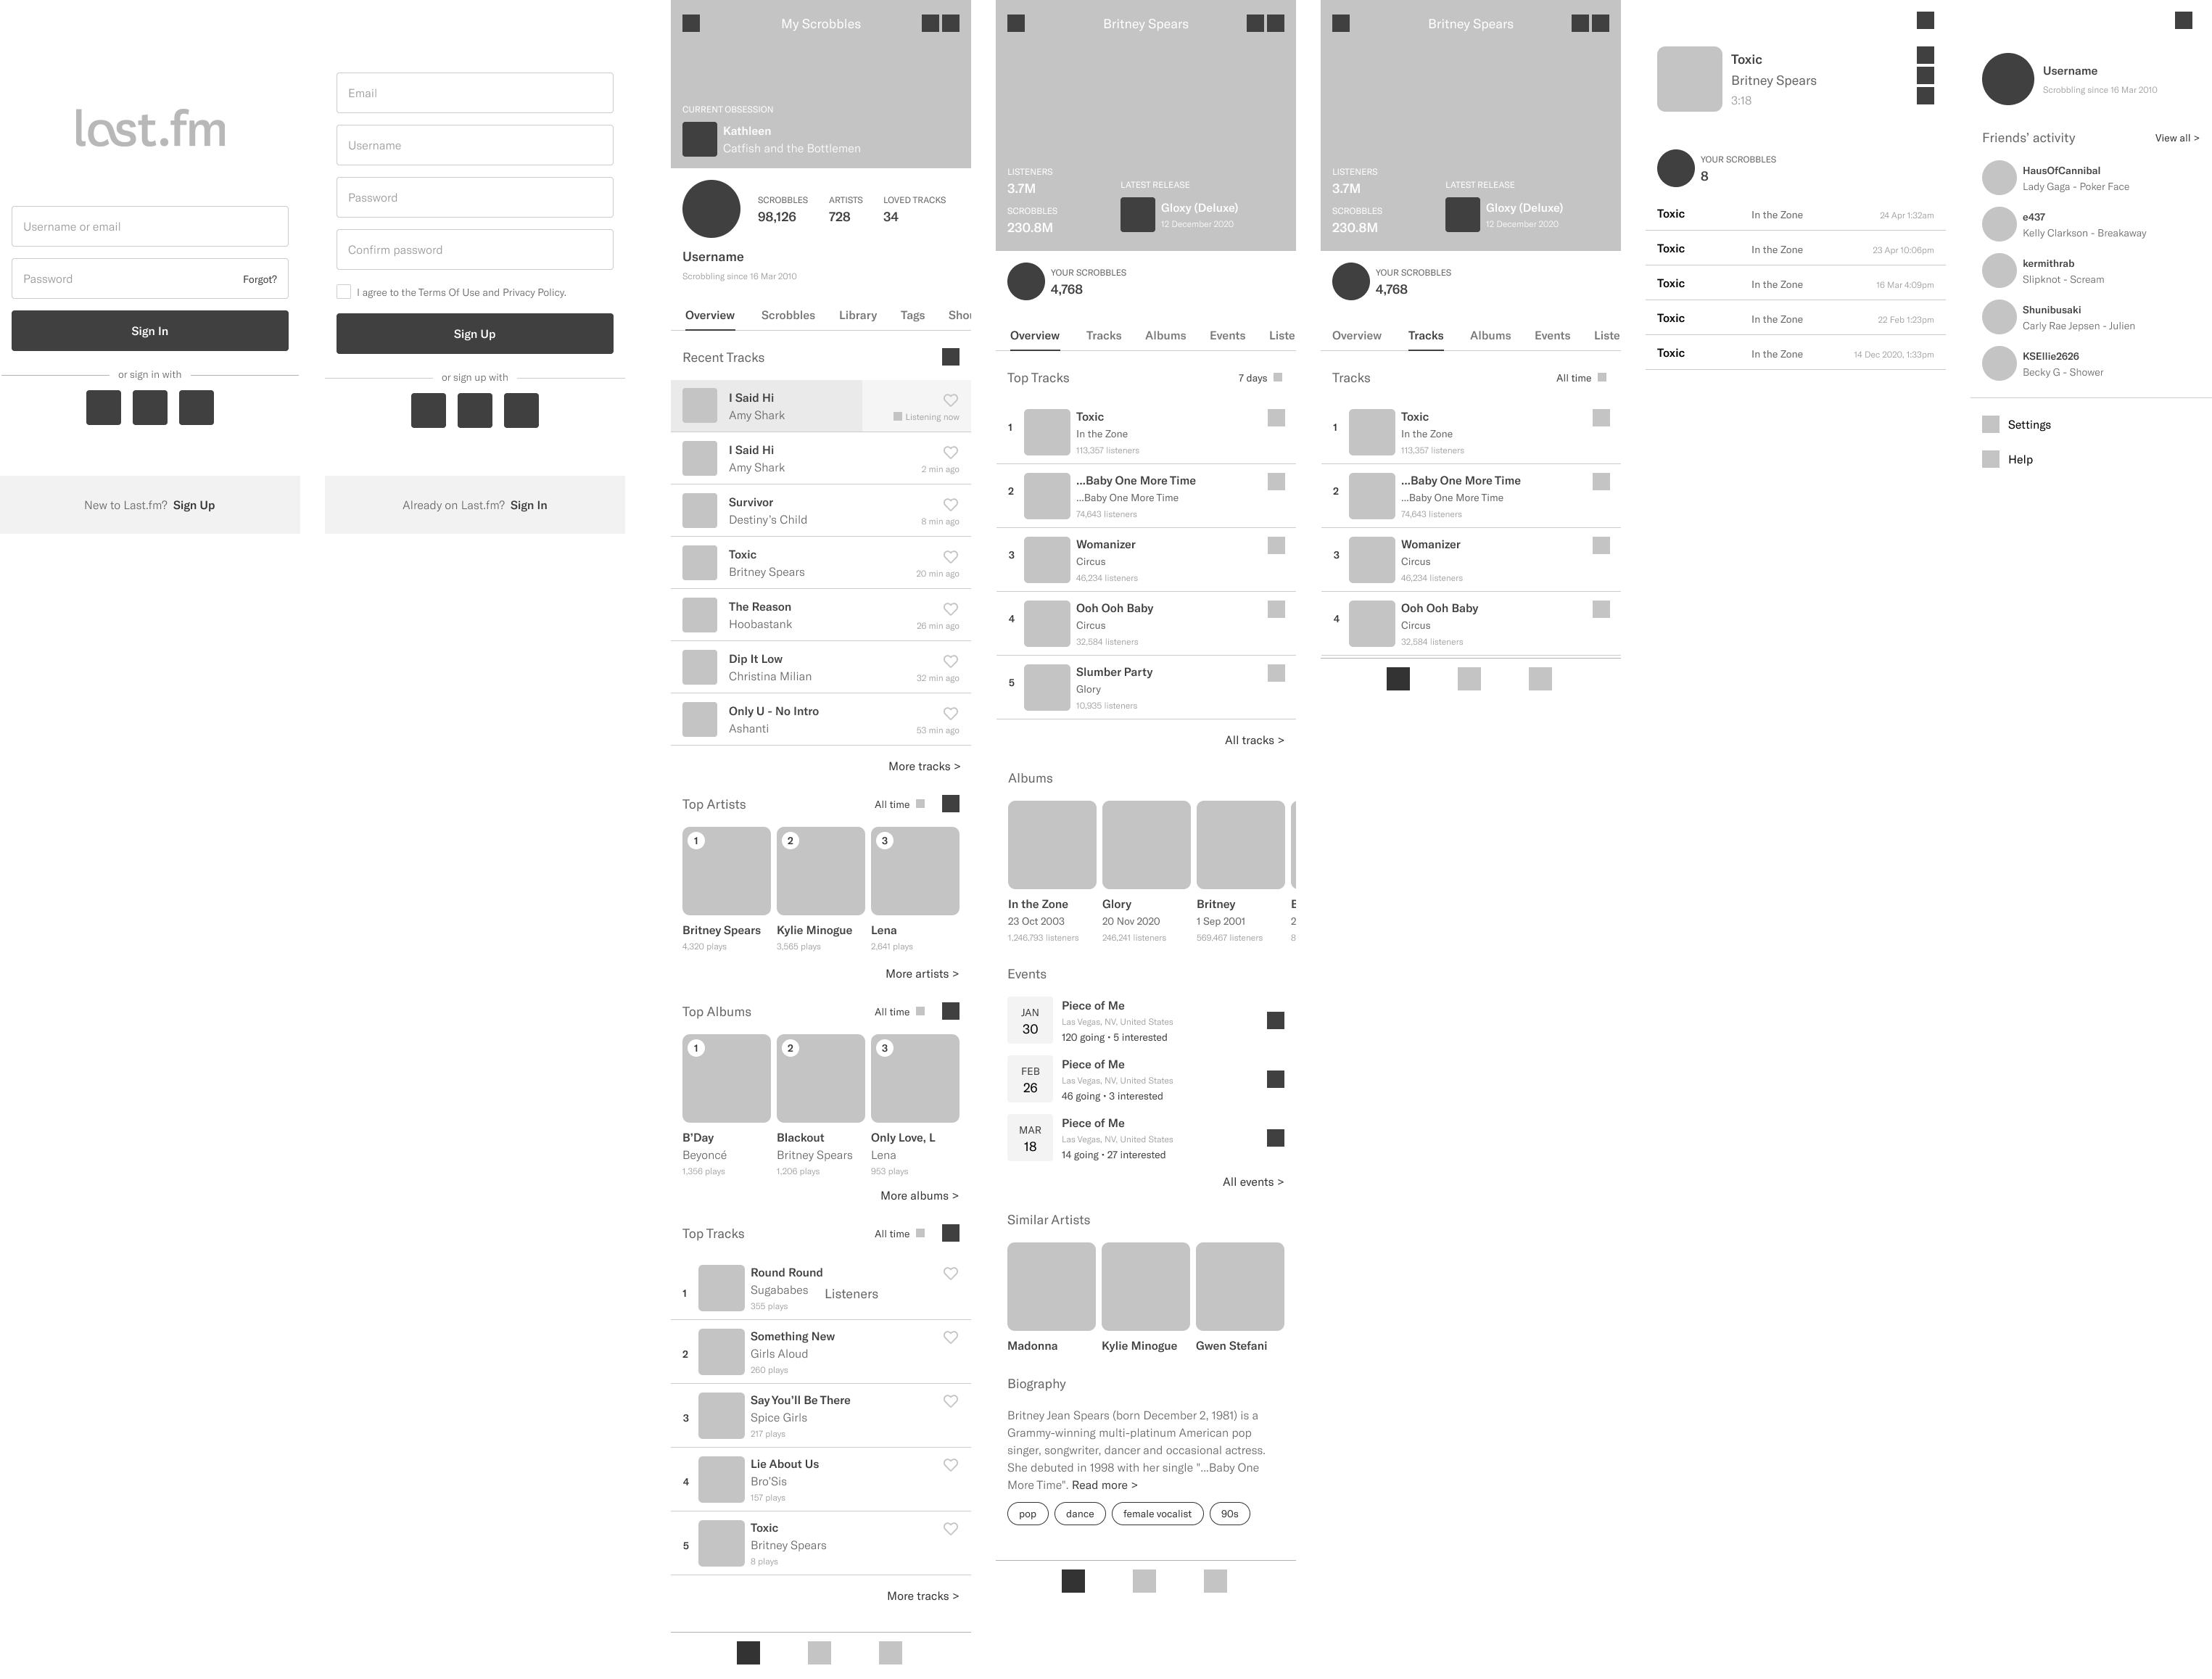 last.fm
Username or email
Password
Forgot?
Sign In
or sign in with
New to Last.fm? Sign Up
Email
Username
Password
Confirm password
I agree to the Terms Of Use and Privacy Policy.
Sign Up
or sign up with
Already on Last.fm? Sign In
My Scrobbles
CURRENT OBSESSION
Kathleen
Catfish and the Bottlemen
SCROBBLES ARTISTS LOVED TRACKS
98,126 728 34
Username
Scrobbling since 16 Mar 2010
Overview Scrobbles Library Tags Shou
Recent Tracks
I Said Hi
Amy Shark
Listening now
I Said Hi
Amy Shark
2 min ago
Survivor
Destiny's Child
8 min ago
Toxic
Britney Spears
20 min ago
The Reason
Hoobastank
26 min ago
Dip It Low
Christina Milian
32 min ago
Only U - No Intro
Ashanti
53 min ago
More tracks >
Top Artists
All time
1 2 3
Britney Spears Kylie Minogue Lena
4,320 plays 3,565 plays 2,641 plays
More artists >
Top Albums
All time
1 2 3
B'Day Blackout Only Love, L
Beyoncé Britney Spears Lena
1,356 plays 1,206 plays 953 plays
More albums >
Top Tracks
All time
1
Round Round
Sugababes
Listeners
355 plays
2
Something New
Girls Aloud
260 plays
3
Say You'll Be There
Spice Girls
217 plays
4
Lie About Us
Bro'Sis
157 plays
5
Toxic
Britney Spears
8 plays
More tracks >
Britney Spears
LISTENERS
3.7M
SCROBBLES
230.8M
LATEST RELEASE
Gloxy (Deluxe)
12 December 2020
YOUR SCROBBLES
4,768
Overview Tracks Albums Events Liste
Top Tracks
7 days
1
Toxic
In the Zone
113,357 listeners
2
...Baby One More Time
...Baby One More Time
74,643 listeners
3
Womanizer
Circus
46,234 listeners
4
Ooh Ooh Baby
Circus
32,584 listeners
5
Slumber Party
Glory
10,935 listeners
All tracks >
Albums
In the Zone Glory Britney B
23 Oct 2003 20 Nov 2020 1 Sep 2001 2
1,246,793 listeners 246,241 listeners 569,467 listeners 8
Events
JAN
30
Piece of Me
Las Vegas, NV, United States
120 going • 5 interested
FEB
26
Piece of Me
Las Vegas, NV, United States
46 going • 3 interested
MAR
18
Piece of Me
Las Vegas, NV, United States
14 going • 27 interested
All events >
Similar Artists
Madonna Kylie Minogue Gwen Stefani
Biography
Britney Jean Spears (born December 2, 1981) is a
Grammy-winning multi-platinum American pop
singer, songwriter, dancer and occasional actress.
She debuted in 1998 with her single "...Baby One
More Time". Read more >
pop dance female vocalist 90s
Britney Spears
LISTENERS
3.7M
SCROBBLES
230.8M
LATEST RELEASE
Gloxy (Deluxe)
12 December 2020
YOUR SCROBBLES
4,768
Overview Tracks Albums Events Liste
Tracks
All time
1
Toxic
In the Zone
113,357 listeners
2
...Baby One More Time
...Baby One More Time
74,643 listeners
3
Womanizer
Circus
46,234 listeners
4
Ooh Ooh Baby
Circus
32,584 listeners
Toxic
Britney Spears
3:18
YOUR SCROBBLES
8
Toxic In the Zone 24 Apr 1:32am
Toxic In the Zone 23 Apr 10:06pm
Toxic In the Zone 16 Mar 4:09pm
Toxic In the Zone 22 Feb 1:23pm
Toxic In the Zone 14 Dec 2020, 1:33pm
Username
Scrobbling since 16 Mar 2010
Friends' activity
View all >
HausOfCannibal
Lady Gaga - Poker Face
e437
Kelly Clarkson - Breakaway
kermithrab
Slipknot - Scream
Shunibusaki
Carly Rae Jepsen - Julien
KSEllie2626
Becky G - Shower
Settings
Help